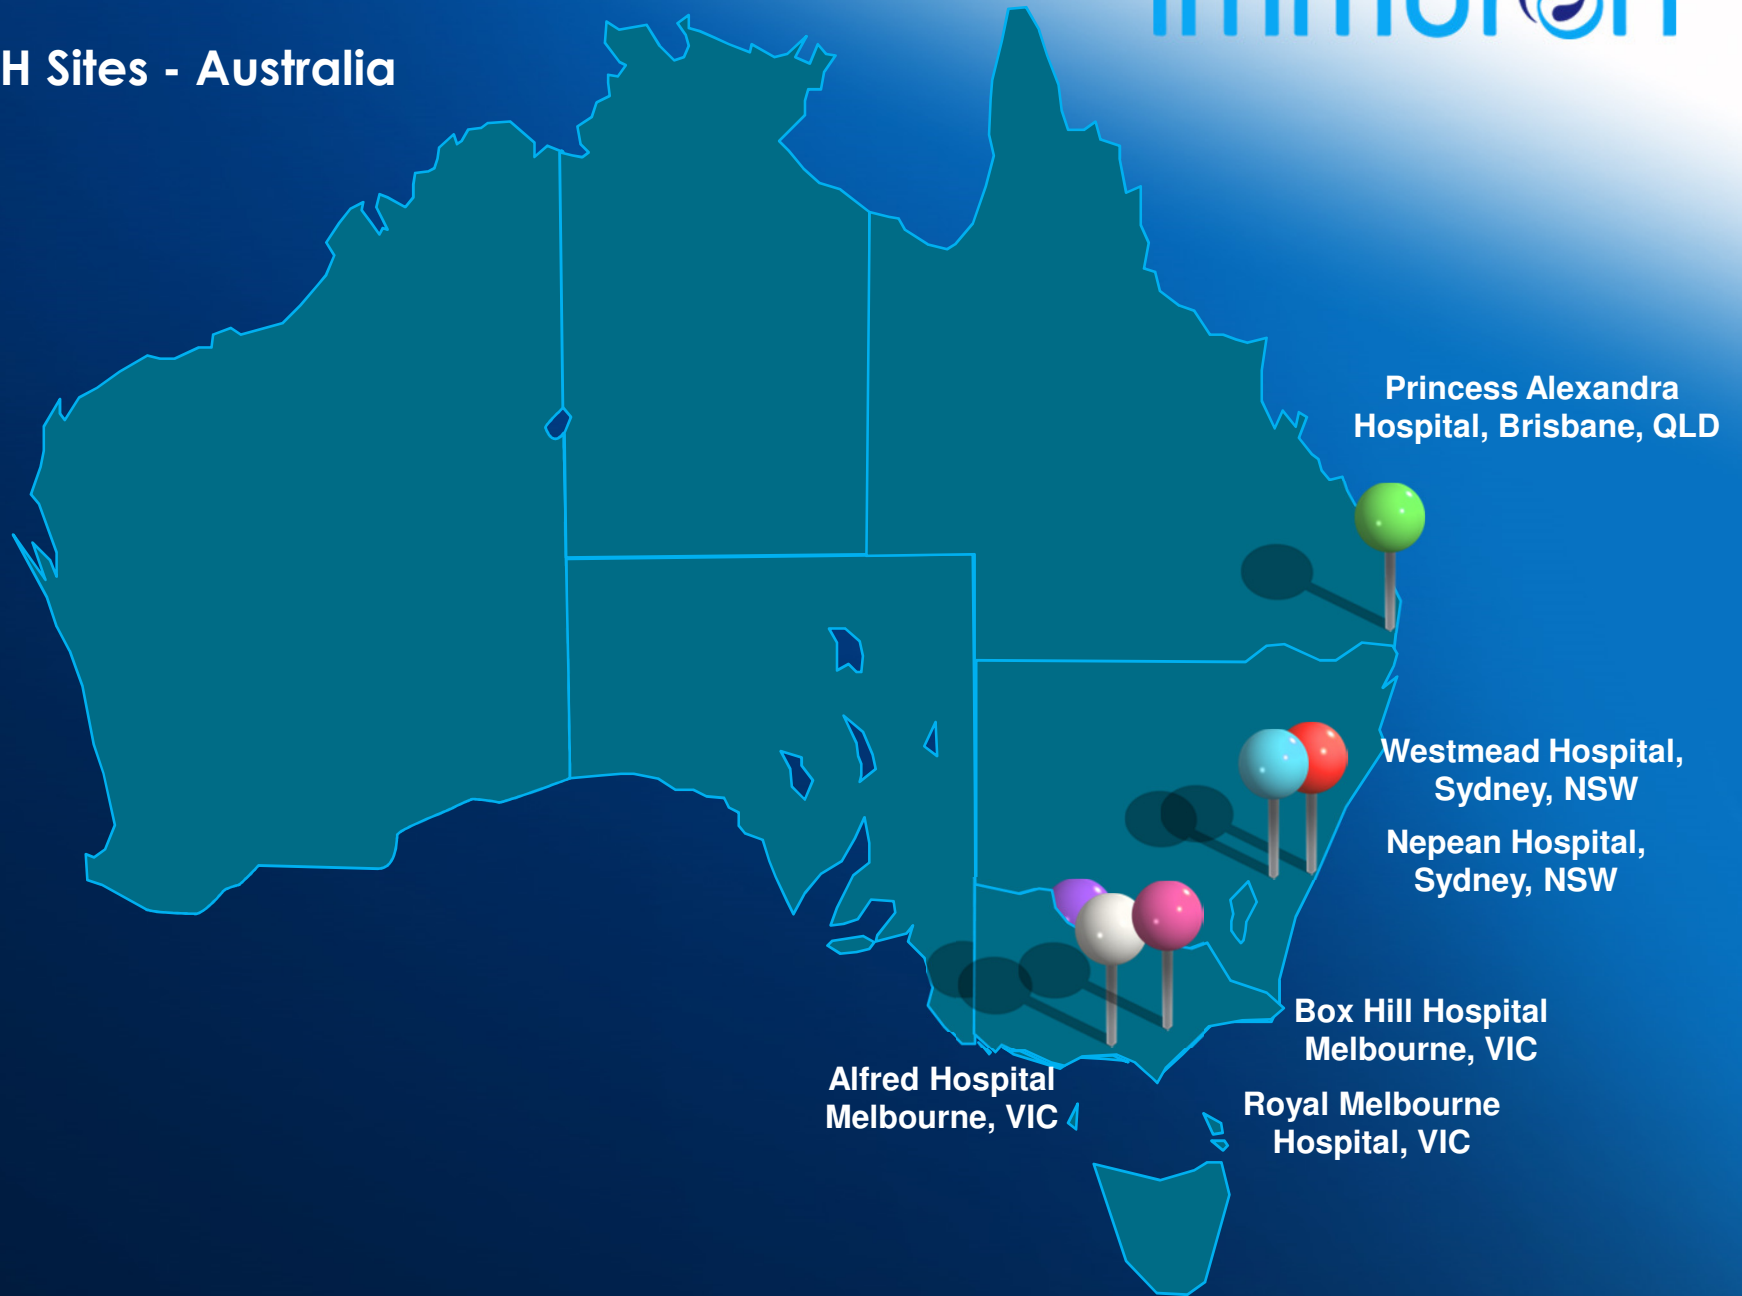 immuron
H Sites - Australia
Princess Alexandra
Hospital, Brisbane, QLD
Westmead Hospital,
Sydney, NSW
Nepean Hospital,
Sydney, NSW
Box Hill Hospital
Melbourne, VIC
Alfred Hospital
Melbourne, VIC
Royal Melbourne
Hospital, VIC